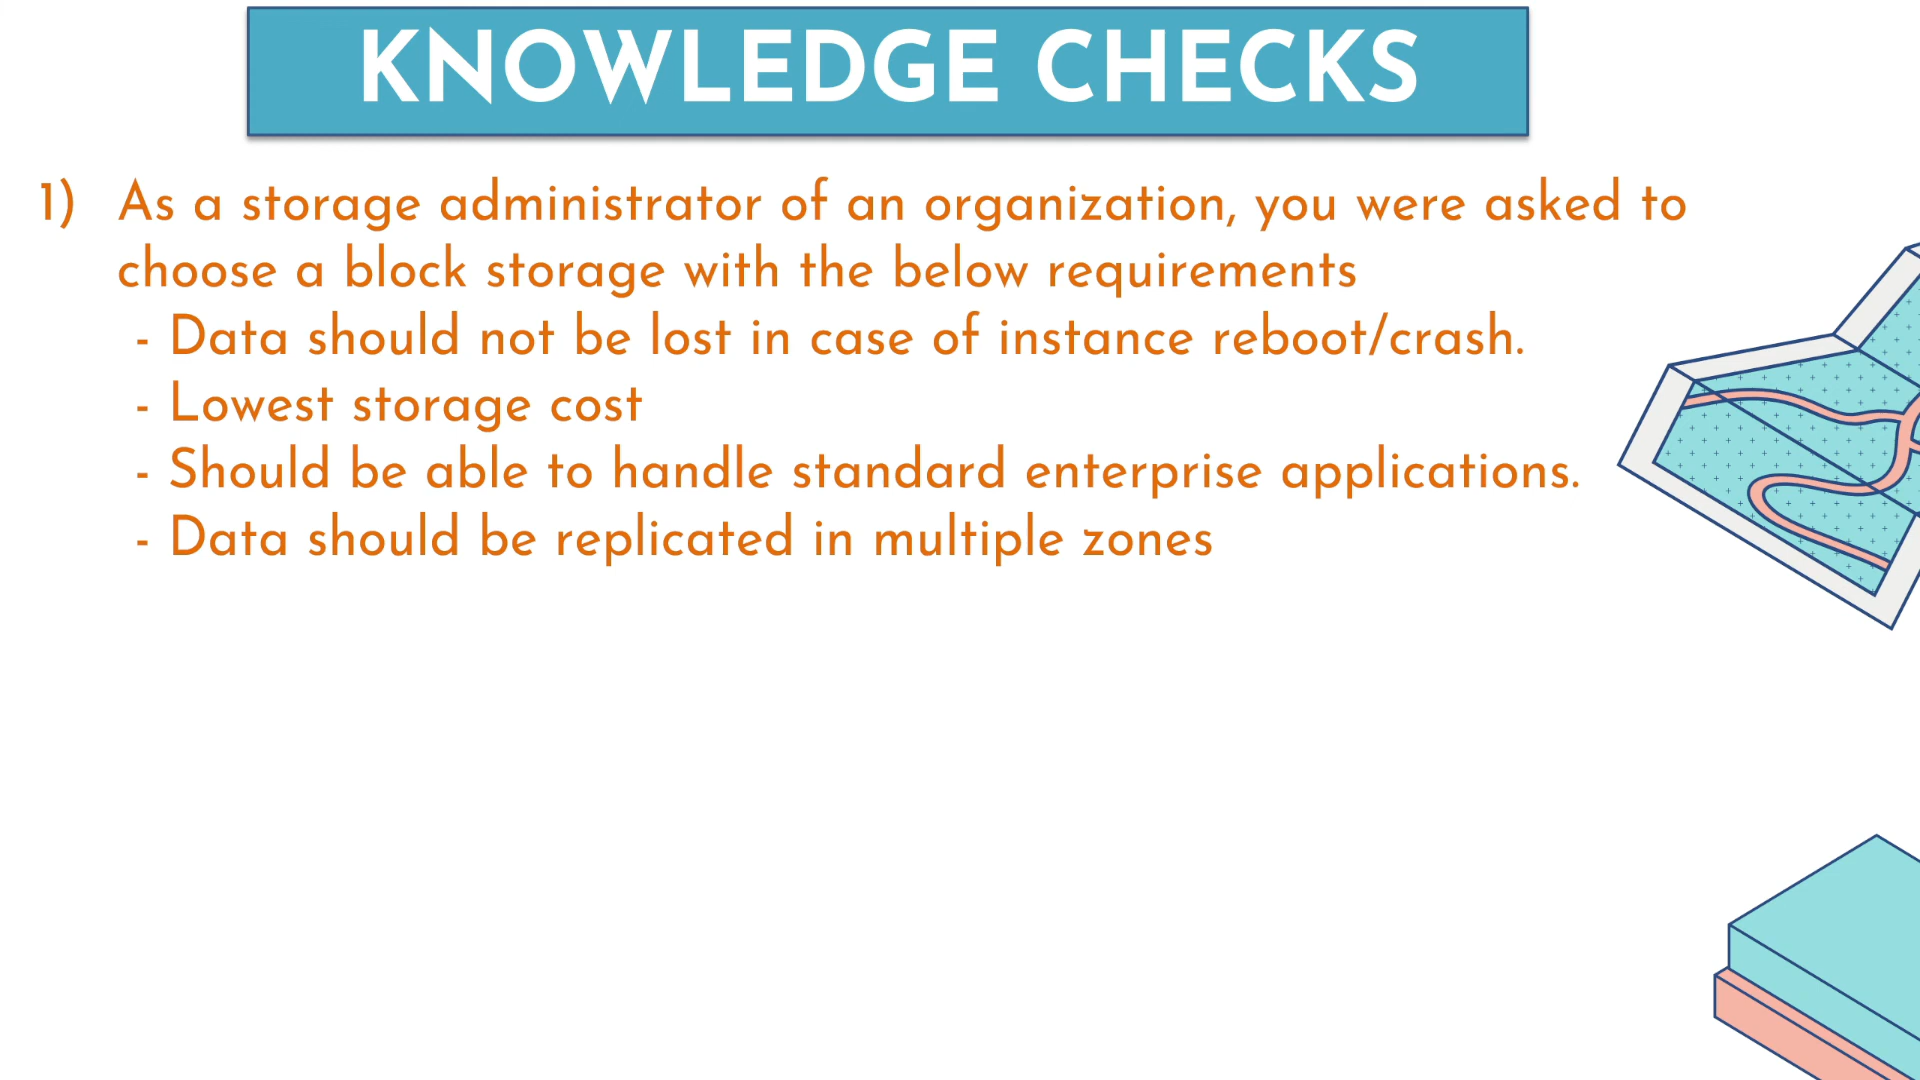 KNOWLEDGE CHECKS
1) As a storage administrator of an organization, you were asked to
choose a block storage with the below requirements
- Data should not be lost in case of instance reboot/crash.
- Lowest storage cost
- Should be able to handle standard enterprise applications.
- Data should be replicated in multiple zones